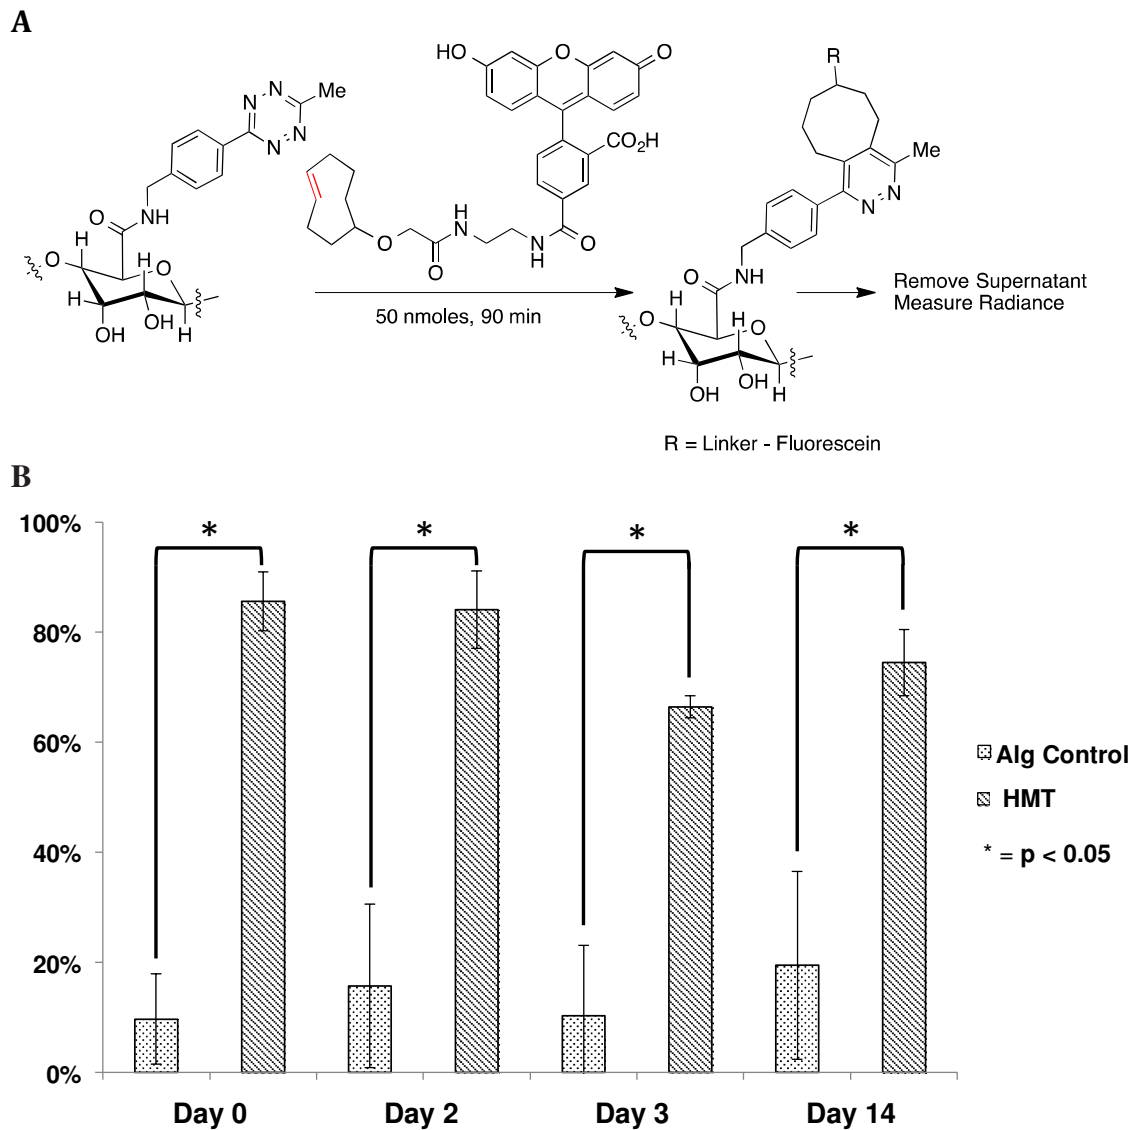 A
HO
O
O
R
N
N
Me
N
N
CO₂H
Me
N
N
O
NH
H
O
H
N
O
N
H
O
O
H
O
H
O
H
OH
OH
H
50 nmoles, 90 min
O
NH
H
O
H
O
H
OH
OH
H
Remove Supernatant
Measure Radiance
R = Linker - Fluorescein
B
100%
80%
60%
40%
20%
0%
*
*
*
*
Alg Control
HMT
* = p < 0.05
Day 0
Day 2
Day 3
Day 14